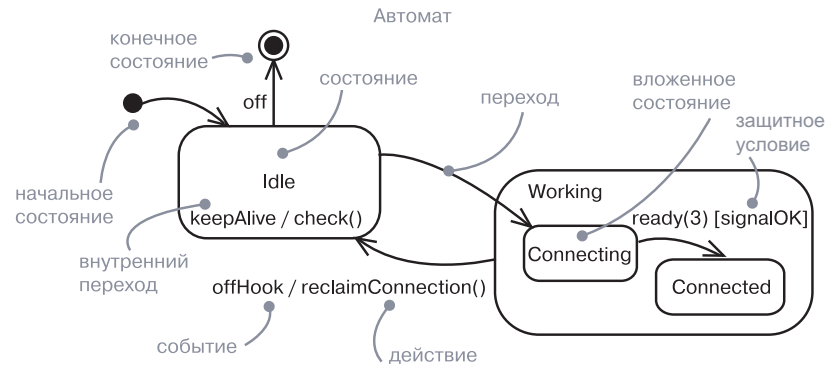 Автомат
конечное
состояние
состояние
вложенное
состояние
переход
off
защитное
условие
Idle
Working
начальное
состояние
keepAlive / check()
ready(3) [signalOK]
Connecting
внутренний
переход
offHook / reclaimConnection()
Connected
событие
действие